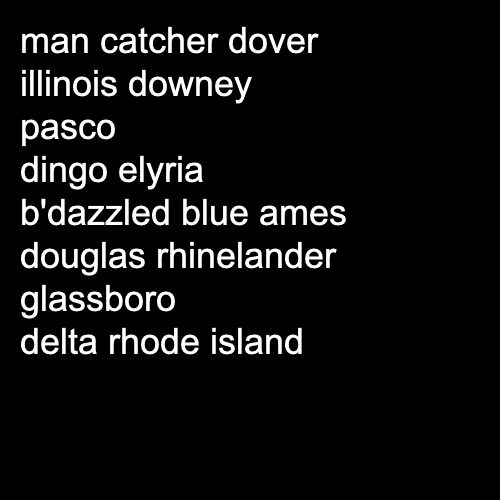 man catcher dover
illinois downey
pasco
dingo elyria
b'dazzled blue ames
douglas rhinelander
glassboro
delta rhode island